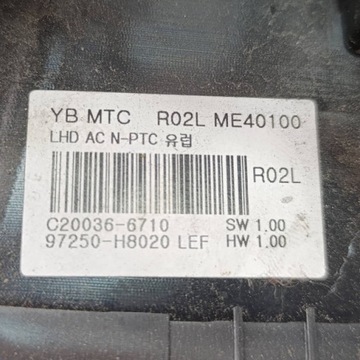 YB MTC R02L ME40100
LHD AC N-PTC 유럽
R02L
C20036-6710 SW 1.00
97250-H8020 LEF HW 1.00